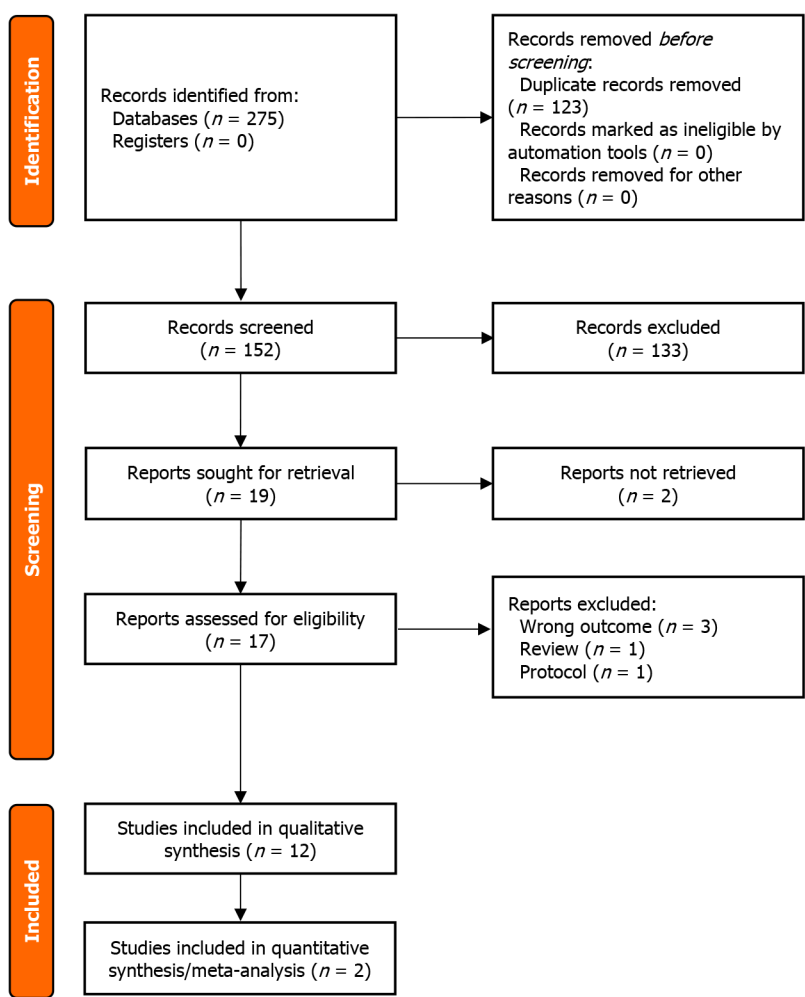 Identification
Records identified from:
Databases (n = 275)
Registers (n = 0)
Records removed before
screening:
Duplicate records removed
(n = 123)
Records marked as ineligible by
automation tools (n = 0)
Records removed for other
reasons (n = 0)
Screening
Records screened
(n = 152)
Records excluded
(n = 133)
Reports sought for retrieval
(n = 19)
Reports not retrieved
(n = 2)
Reports assessed for eligibility
(n = 17)
Reports excluded:
Wrong outcome (n = 3)
Review (n = 1)
Protocol (n = 1)
Included
Studies included in qualitative
synthesis (n = 12)
Studies included in quantitative
synthesis/meta-analysis (n = 2)